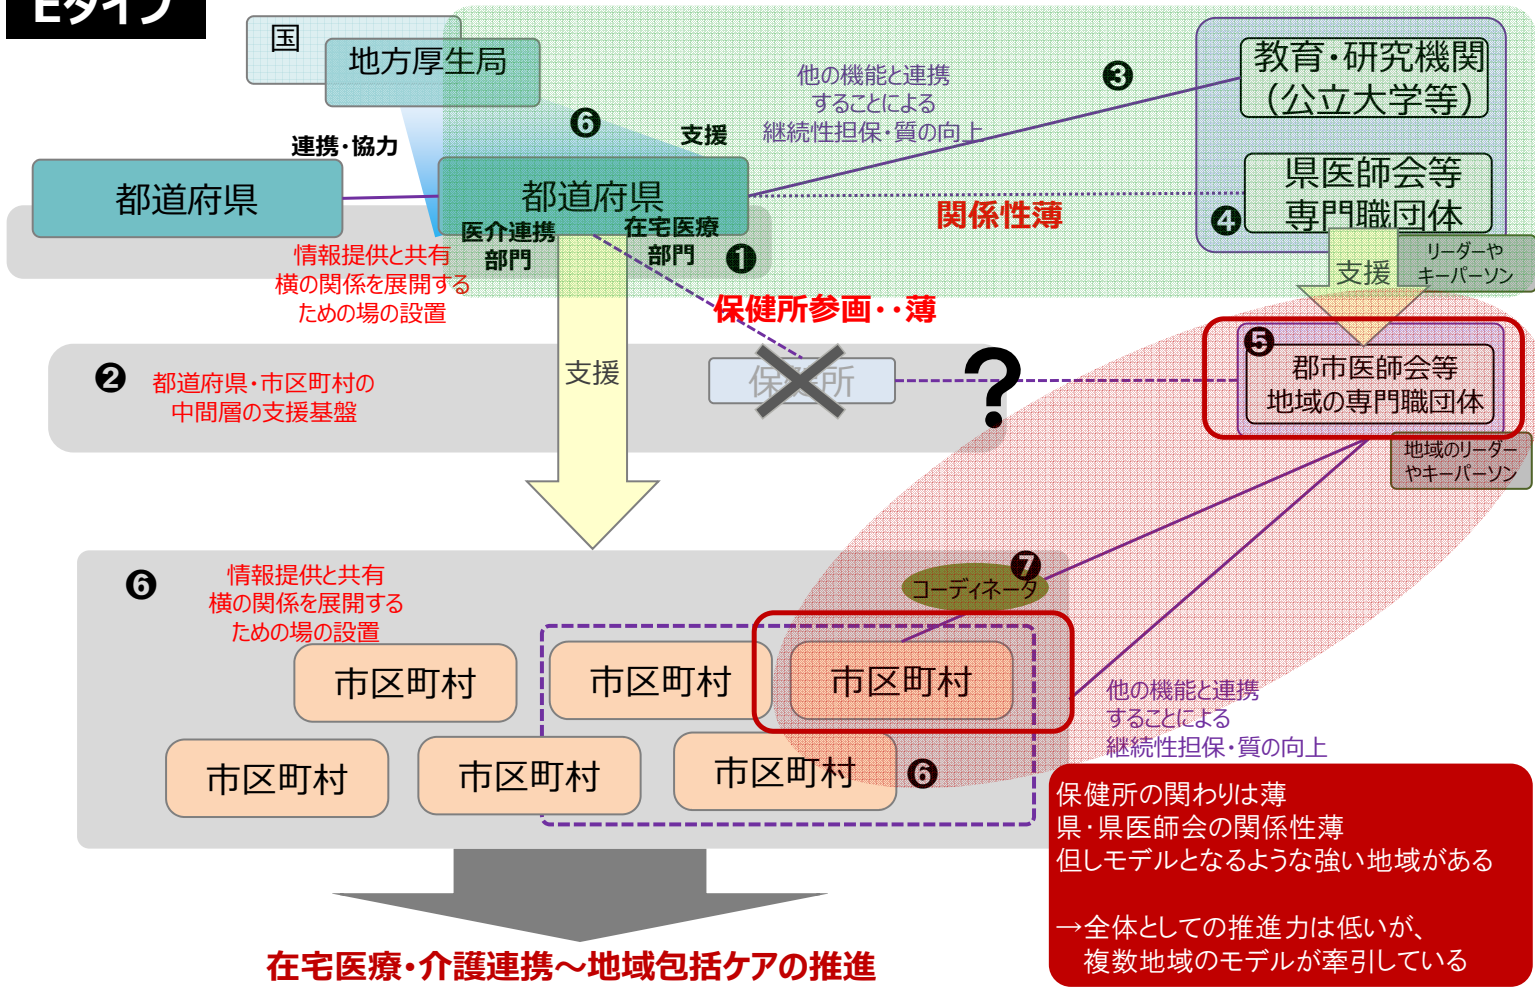 Eタイプ
国
地方厚生局
教育・研究機関
（公立大学等）
他の機能と連携
することによる
継続性担保・質の向上
❸
❻
支援
連携・協力
都道府県
都道府県
県医師会等
専門職団体
❹
関係性薄
医介連携
部門
在宅医療
部門
❶
リーダーや
キーパーソン
支援
情報提供と共有
横の関係を展開する
ための場の設置
保健所参画・・薄
❷
都道府県・市区町村の
中間層の支援基盤
支援
保健所
?
❺
郡市医師会等
地域の専門職団体
地域のリーダー
やキーパーソン
❻
情報提供と共有
横の関係を展開する
ための場の設置
❼
コーディネータ
市区町村
市区町村
市区町村
市区町村
市区町村
市区町村
❻
他の機能と連携
することによる
継続性担保・質の向上
保健所の関わりは薄
県・県医師会の関係性薄
但しモデルとなるような強い地域がある
→全体としての推進力は低いが、
複数地域のモデルが牽引している
在宅医療・介護連携～地域包括ケアの推進